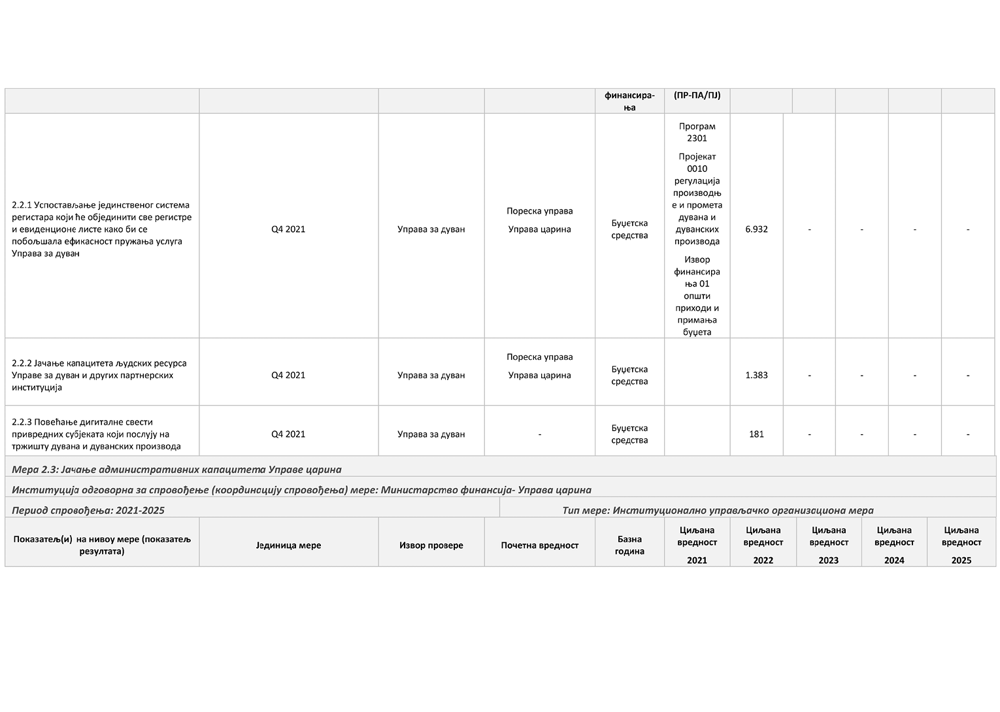 финансира-
ња
(ПР-ПА/ПЈ)
2.2.1 Успостављање јединственог система
регистара који ће објединити све регистре
и евиденционе листе како би се
побољшала ефикасност пружања услуга
Управа за дуван
Q4 2021
Управа за дуван
Пореска управа
Управа царина
Буџетска
средства
Програм
2301
Пројекат
0010
регулација
производњ
е и промета
дувана и
дуванских
производа
Извор
финансира
ња 01
општи
приходи и
примања
буџета
6.932
-
-
-
-
2.2.2 Јачање капацитета људских ресурса
Управе за дуван и других партнерских
институција
Q4 2021
Управа за дуван
Пореска управа
Управа царина
Буџетска
средства
1.383
-
-
-
-
2.2.3 Повећање дигиталне свести
привредних субјеката који послују на
тржишту дувана и дуванских производа
Q4 2021
Управа за дуван
-
Буџетска
средства
181
-
-
-
-
Мера 2.3: Јачање административних капацитета Управе царина
Институција одговорна за спровођење (координацију спровођења) мере: Министарство финансија- Управа царина
Период спровођења: 2021-2025
Тип мере: Институционално управљачко организациона мера
Показатељ(и) на нивоу мере (показатељ
резултата)
Јединица мере
Извор провере
Почетна вредност
Базна
година
Циљана
вредност
2021
Циљана
вредност
2022
Циљана
вредност
2023
Циљана
вредност
2024
Циљана
вредност
2025